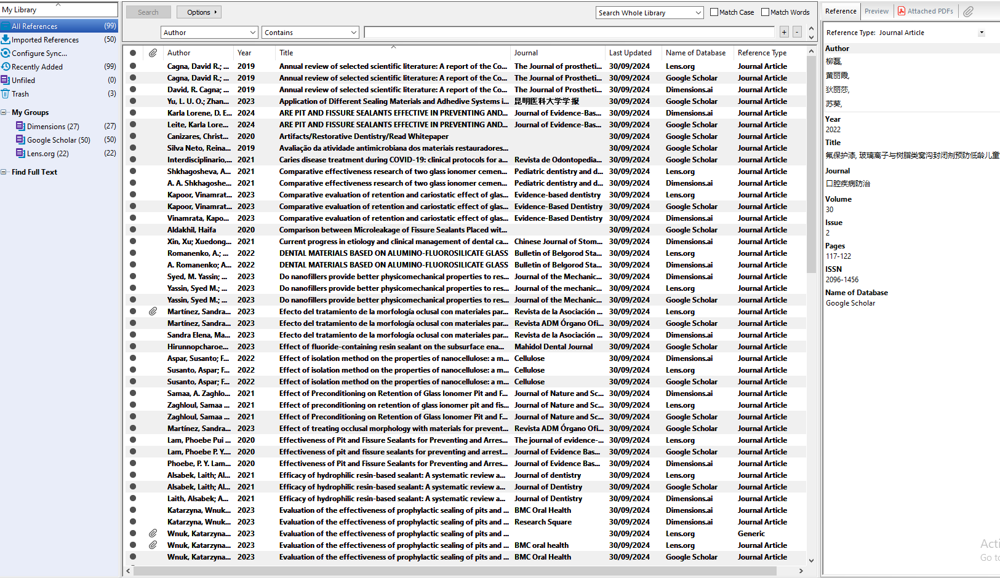 My Library
All References (99)
Imported References (50)
Configure Sync...
Recently Added (99)
Unfiled (0)
Trash (3)
My Groups
Dimensions (27) (27)
Google Scholar (50) (50)
Lens.org (22) (22)
Find Full Text
Search Options Search Whole Library Match Case Match Words
Author Contains + -
Author Year Title Journal Last Updated Name of Database Reference Type
Cagna, David R.; ... 2019 Annual review of selected scientific literature: A report of the Co... The Journal of prostheti... 30/09/2024 Lens.org Journal Article
Cagna, David R.; ... 2019 Annual review of selected scientific literature: A report of the Co... The Journal of Prostheti... 30/09/2024 Google Scholar Journal Article
David, R. Cagna; ... 2019 Annual review of selected scientific literature: A report of the Co... The Journal of Prostheti... 30/09/2024 Dimensions.ai Journal Article
Yu, L. U. O.; Zhan... 2023 Application of Different Sealing Materials and Adhedive Systems i... 昆明医科大学学报 30/09/2024 Google Scholar Journal Article
Karla Lorene, D. E... 2024 ARE PIT AND FISSURE SEALANTS EFFECTIVE IN PREVENTING AND... Journal of Evidence-Bas... 30/09/2024 Dimensions.ai Journal Article
Leite, Karla Lore... 2024 ARE PIT AND FISSURE SEALANTS EFFECTIVE IN PREVENTING AND... Journal of Evidence-Bas... 30/09/2024 Google Scholar Journal Article
Canizares, Christ... 2020 Artifacts/Restorative Dentistry/Read Whitepaper 30/09/2024 Google Scholar Journal Article
Silva Neto, Reina... 2019 Avaliação da atividade antimicrobiana dos materiais restauradores... 30/09/2024 Google Scholar Journal Article
Interdisciplinario,... 2021 Caries disease treatment during COVID-19: clinical protocols for a... Revista de Odontopedia... 30/09/2024 Google Scholar Journal Article
Shkhagosheva, A... 2021 Comparative effectiveness research of two glass ionomer cemen... Pediatric dentistry and d... 30/09/2024 Lens.org Journal Article
A. A. Shkhagoshe... 2021 Comparative effectiveness research of two glass ionomer cemen... Pediatric dentistry and d... 30/09/2024 Dimensions.ai Journal Article
Kapoor, Vinamrat... 2023 Comparative evaluation of retention and cariostatic effect of glas... Evidence-based dentistry 30/09/2024 Lens.org Journal Article
Kapoor, Vinamrat... 2023 Comparative evaluation of retention and cariostatic effect of glas... Evidence-Based Dentistry 30/09/2024 Google Scholar Journal Article
Vinamrata, Kapo... 2023 Comparative evaluation of retention and cariostatic effect of glas... Evidence-Based Dentistry 30/09/2024 Dimensions.ai Journal Article
Aldakhil, Haifa 2020 Comparison between Microleakage of Fissure Sealants Placed wit... 30/09/2024 Google Scholar Journal Article
Xin, Xu; Xuedong... 2021 Current progress in etiology and clinical management of dental ca... Chinese Journal of Stom... 30/09/2024 Dimensions.ai Journal Article
Romanenko, A.; ... 2022 DENTAL MATERIALS BASED ON ALUMINO-FLUOROSILICATE GLASS Bulletin of Belgorod Sta... 30/09/2024 Lens.org Journal Article
A. Romanenko; A... 2022 DENTAL MATERIALS BASED ON ALUMINO-FLUOROSILICATE GLASS Bulletin of Belgorod Sta... 30/09/2024 Dimensions.ai Journal Article
Syed, M. Yassin; ... 2023 Do nanofillers provide better physicomechanical properties to res... Journal of the Mechanic... 30/09/2024 Dimensions.ai Journal Article
Yassin, Syed M.; ... 2023 Do nanofillers provide better physicomechanical properties to res... Journal of the mechanic... 30/09/2024 Lens.org Journal Article
Yassin, Syed M.; ... 2023 Do nanofillers provide better physicomechanical properties to res... Journal of the Mechanic... 30/09/2024 Google Scholar Journal Article
Martínez, Sandra... 2023 Efecto del tratamiento de la morfología oclusal con materiales par... Revista de la Asociación ... 30/09/2024 Lens.org Journal Article
Martínez, Sandra... 2023 Efecto del tratamiento de la morfología oclusal con materiales par... Revista ADM Órgano Ofi... 30/09/2024 Google Scholar Journal Article
Sandra Elena, Ma... 2023 Efecto del tratamiento de la morfología oclusal con materiales par... Revista de la Asociación ... 30/09/2024 Dimensions.ai Journal Article
Hirunnopcharoe... 2023 Effect of fluoride-containing resin sealant on the subsurface ena... Mahidol Dental Journal 30/09/2024 Google Scholar Journal Article
Aspar, Susanto; F... 2022 Effect of isolation method on the properties of nanocellulose: a m... Cellulose 30/09/2024 Dimensions.ai Journal Article
Susanto, Aspar; F... 2022 Effect of isolation method on the properties of nanocellulose: a m... Cellulose 30/09/2024 Lens.org Journal Article
Susanto, Aspar; F... 2022 Effect of isolation method on the properties of nanocellulose: a m... Cellulose 30/09/2024 Google Scholar Journal Article
Samaa, A. Zaghlo... 2021 Effect of Preconditioning on Retention of Glass Ionomer Pit and F... Journal of Nature and Sc... 30/09/2024 Dimensions.ai Journal Article
Zaghloul, Samaa ... 2021 Effect of preconditioning on retention of glass ionomer pit and fis... Journal of Nature and Sc... 30/09/2024 Lens.org Journal Article
Zaghloul, Samaa ... 2021 Effect of Preconditioning on Retention of Glass Ionomer Pit and F... Journal of Nature and Sc... 30/09/2024 Google Scholar Journal Article
Martínez, Sandra... 2023 Effect of treating occlusal morphology with materials for prevent... Revista ADM Órgano Ofi... 30/09/2024 Google Scholar Journal Article
Lam, Phoebe Pui ... 2020 Effectiveness of Pit and Fissure Sealants for Preventing and Arres... The journal of evidence-... 30/09/2024 Lens.org Journal Article
Lam, Phoebe P. Y.... 2020 Effectiveness of pit and fissure sealants for preventing and arrest... Journal of Evidence Bas... 30/09/2024 Google Scholar Journal Article
Phoebe, P. Y. Lam... 2020 Effectiveness of Pit and Fissure Sealants for Preventing and Arres... Journal of Evidence Bas... 30/09/2024 Dimensions.ai Journal Article
Alsabek, Laith; Al... 2021 Efficacy of hydrophilic resin-based sealant: A systematic review a... Journal of dentistry 30/09/2024 Lens.org Journal Article
Alsabek, Laith; Al... 2021 Efficacy of hydrophilic resin-based sealant: A systematic review a... Journal of Dentistry 30/09/2024 Google Scholar Journal Article
Laith, Alsabek; A... 2021 Efficacy of hydrophilic resin-based sealant: A systematic review a... Journal of Dentistry 30/09/2024 Dimensions.ai Journal Article
Katarzyna, Wnuk... 2023 Evaluation of the effectiveness of prophylactic sealing of pits and ... BMC Oral Health 30/09/2024 Dimensions.ai Journal Article
Katarzyna, Wnuk... 2023 Evaluation of the effectiveness of prophylactic sealing of pits and ... Research Square 30/09/2024 Dimensions.ai Journal Article
Wnuk, Katarzyna... 2023 Evaluation of the effectiveness of prophylactic sealing of pits and ... 30/09/2024 Lens.org Generic
Wnuk, Katarzyna... 2023 Evaluation of the effectiveness of prophylactic sealing of pits and ... BMC oral health 30/09/2024 Lens.org Journal Article
Wnuk, Katarzyna... 2023 Evaluation of the effectiveness of prophylactic sealing of pits and ... BMC Oral Health 30/09/2024 Google Scholar Journal Article
Reference Preview Attached PDFs
Reference Type: Journal Article
Author
柳磊,
黄丽霞,
狄丽莎,
苏葵,
Year
2022
Title
氟保护漆, 玻璃离子与树脂类窝沟封闭剂预防低龄儿童
Journal
口腔疾病防治
Volume
30
Issue
2
Pages
117-122
ISSN
2096-1456
Name of Database
Google Scholar
Acti
Go to